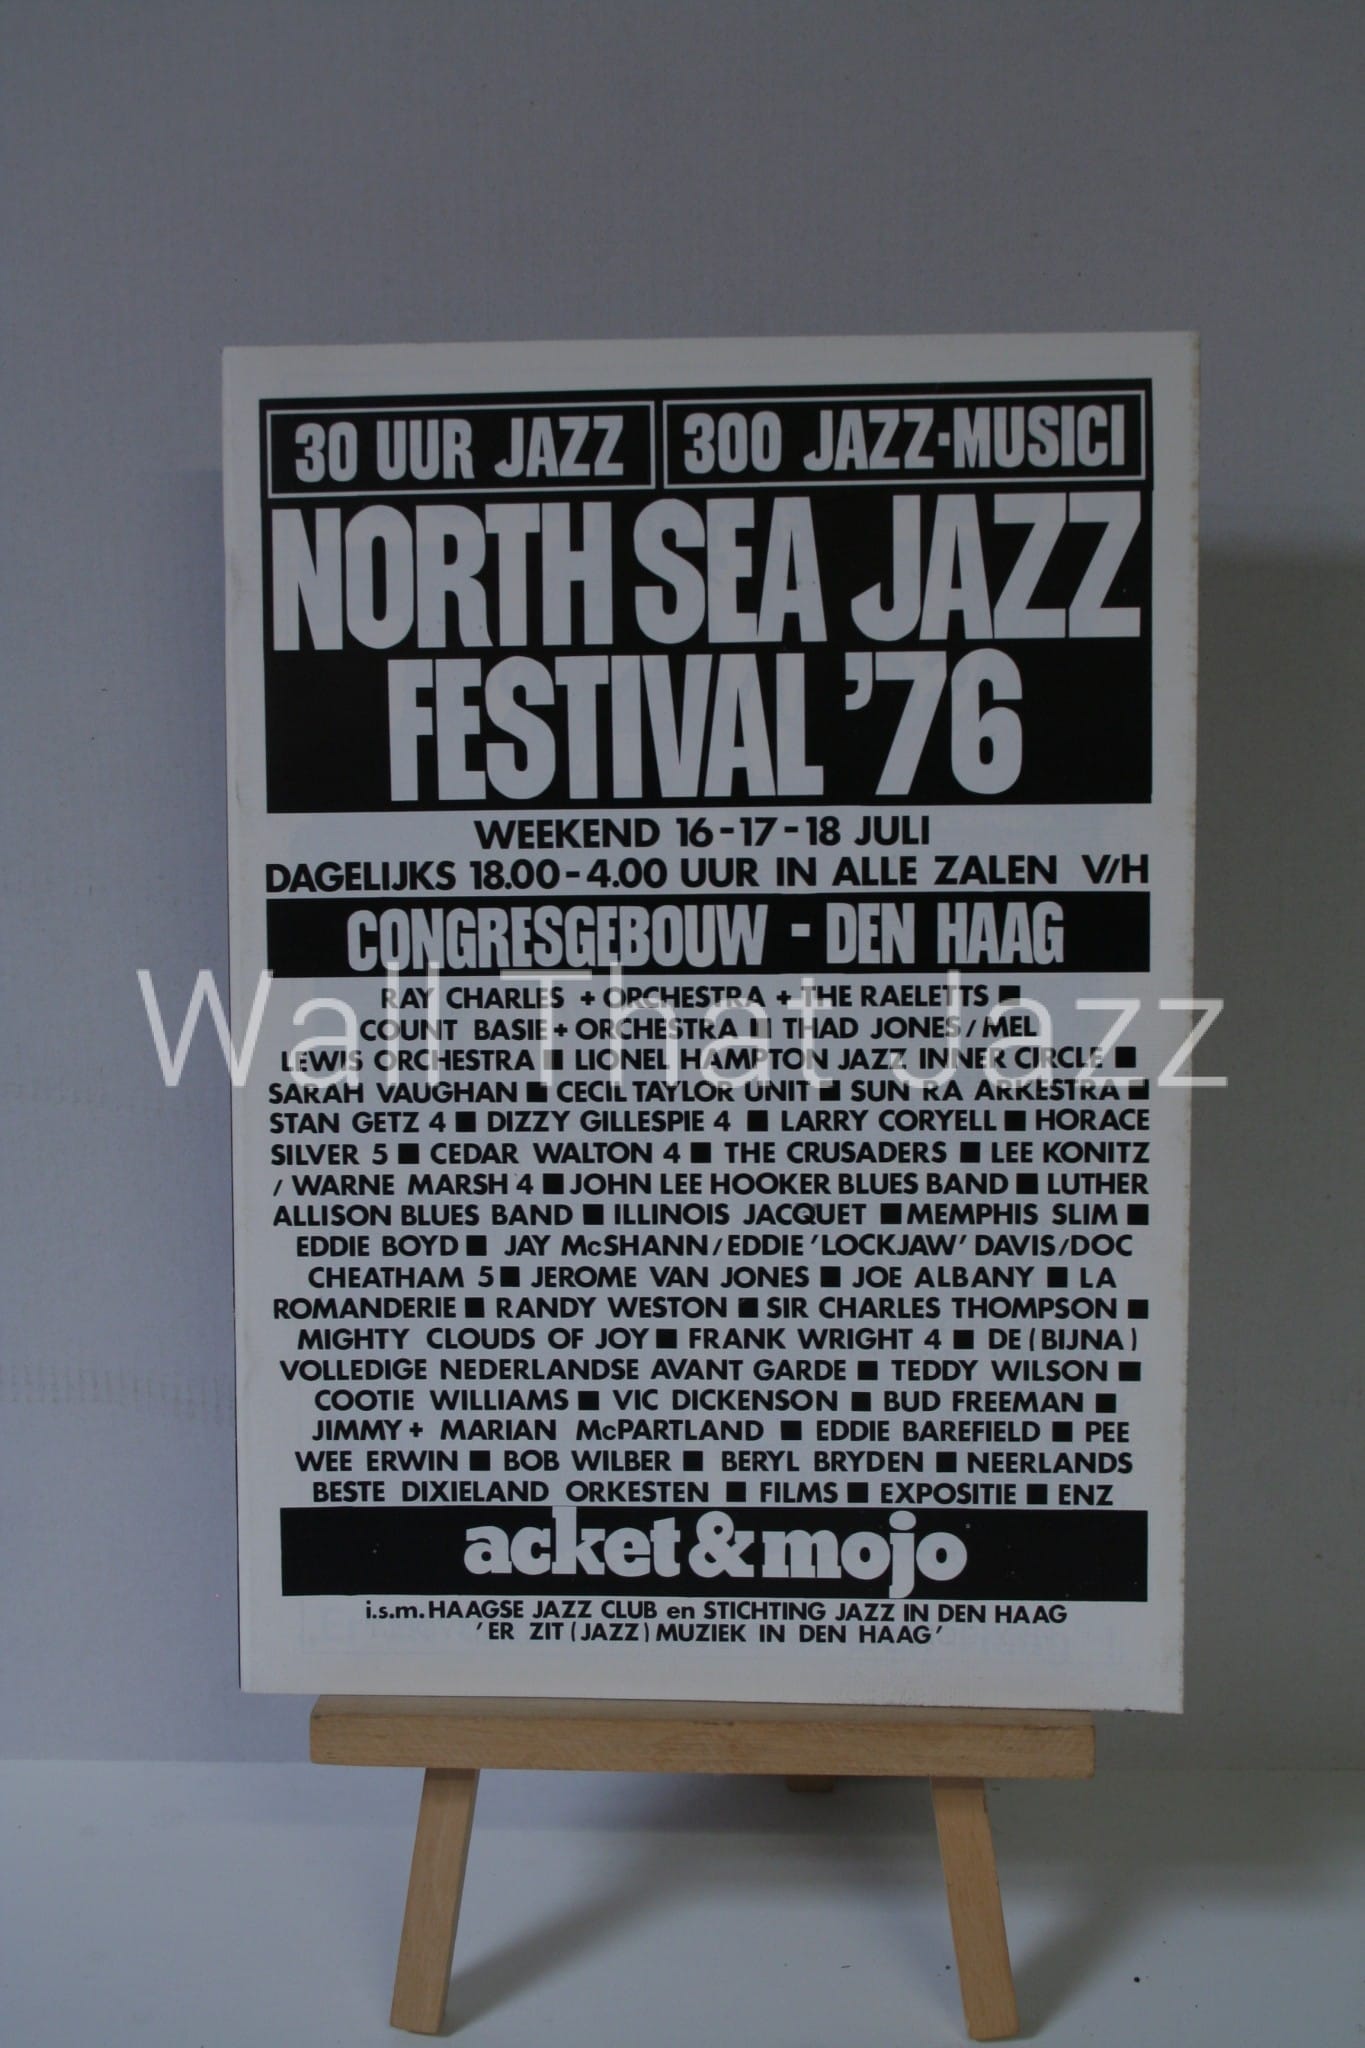 30 UUR JAZZ 300 JAZZ-MUSICI
NORTH SEA JAZZ
FESTIVAL '76
WEEKEND 16-17-18 JULI
DAGELIJKS 18.00-4.00 UUR IN ALLE ZALEN V/H
CONGRESGEBOUW - DEN HAAG
Wall That Jazz
RAY CHARLES + ORCHESTRA + THE RAELETTS ■
COUNT BASIE + ORCHESTRA ■ THAD JONES / MEL
LEWIS ORCHESTRA ■ LIONEL HAMPTON JAZZ INNER CIRCLE ■
SARAH VAUGHAN ■ CECIL TAYLOR UNIT ■ SUN RA ARKESTRA ■
STAN GETZ 4 ■ DIZZY GILLESPIE 4 ■ LARRY CORYELL ■ HORACE
SILVER 5 ■ CEDAR WALTON 4 ■ THE CRUSADERS ■ LEE KONITZ
/ WARNE MARSH 4 ■ JOHN LEE HOOKER BLUES BAND ■ LUTHER
ALLISON BLUES BAND ■ ILLINOIS JACQUET ■ MEMPHIS SLIM ■
EDDIE BOYD ■ JAY McSHANN / EDDIE 'LOCKJAW' DAVIS / DOC
CHEATHAM 5 ■ JEROME VAN JONES ■ JOE ALBANY ■ LA
ROMANDERIE ■ RANDY WESTON ■ SIR CHARLES THOMPSON ■
MIGHTY CLOUDS OF JOY ■ FRANK WRIGHT 4 ■ DE (BIJNA)
VOLLEDIGE NEDERLANDSE AVANT GARDE ■ TEDDY WILSON ■
COOTIE WILLIAMS ■ VIC DICKENSON ■ BUD FREEMAN ■
JIMMY + MARIAN McPARTLAND ■ EDDIE BAREFIELD ■ PEE
WEE ERWIN ■ BOB WILBER ■ BERYL BRYDEN ■ NEERLANDS
BESTE DIXIELAND ORKESTEN ■ FILMS ■ EXPOSITIE ■ ENZ
acket & mojo
i.s.m. HAAGSE JAZZ CLUB en STICHTING JAZZ IN DEN HAAG
'ER ZIT (JAZZ) MUZIEK IN DEN HAAG'